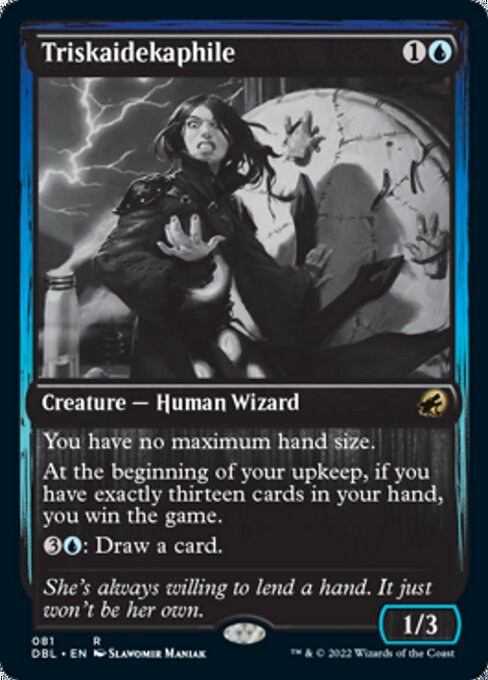 Triskaidekaphile 1
Creature — Human Wizard
You have no maximum hand size.
At the beginning of your upkeep, if you
have exactly thirteen cards in your hand,
you win the game.
3: Draw a card.
She's always willing to lend a hand. It just
won't be her own.
1/3
081 R
DBL • EN SLAWOMIR MANIAK
™ & © 2022 Wizards of the Coast